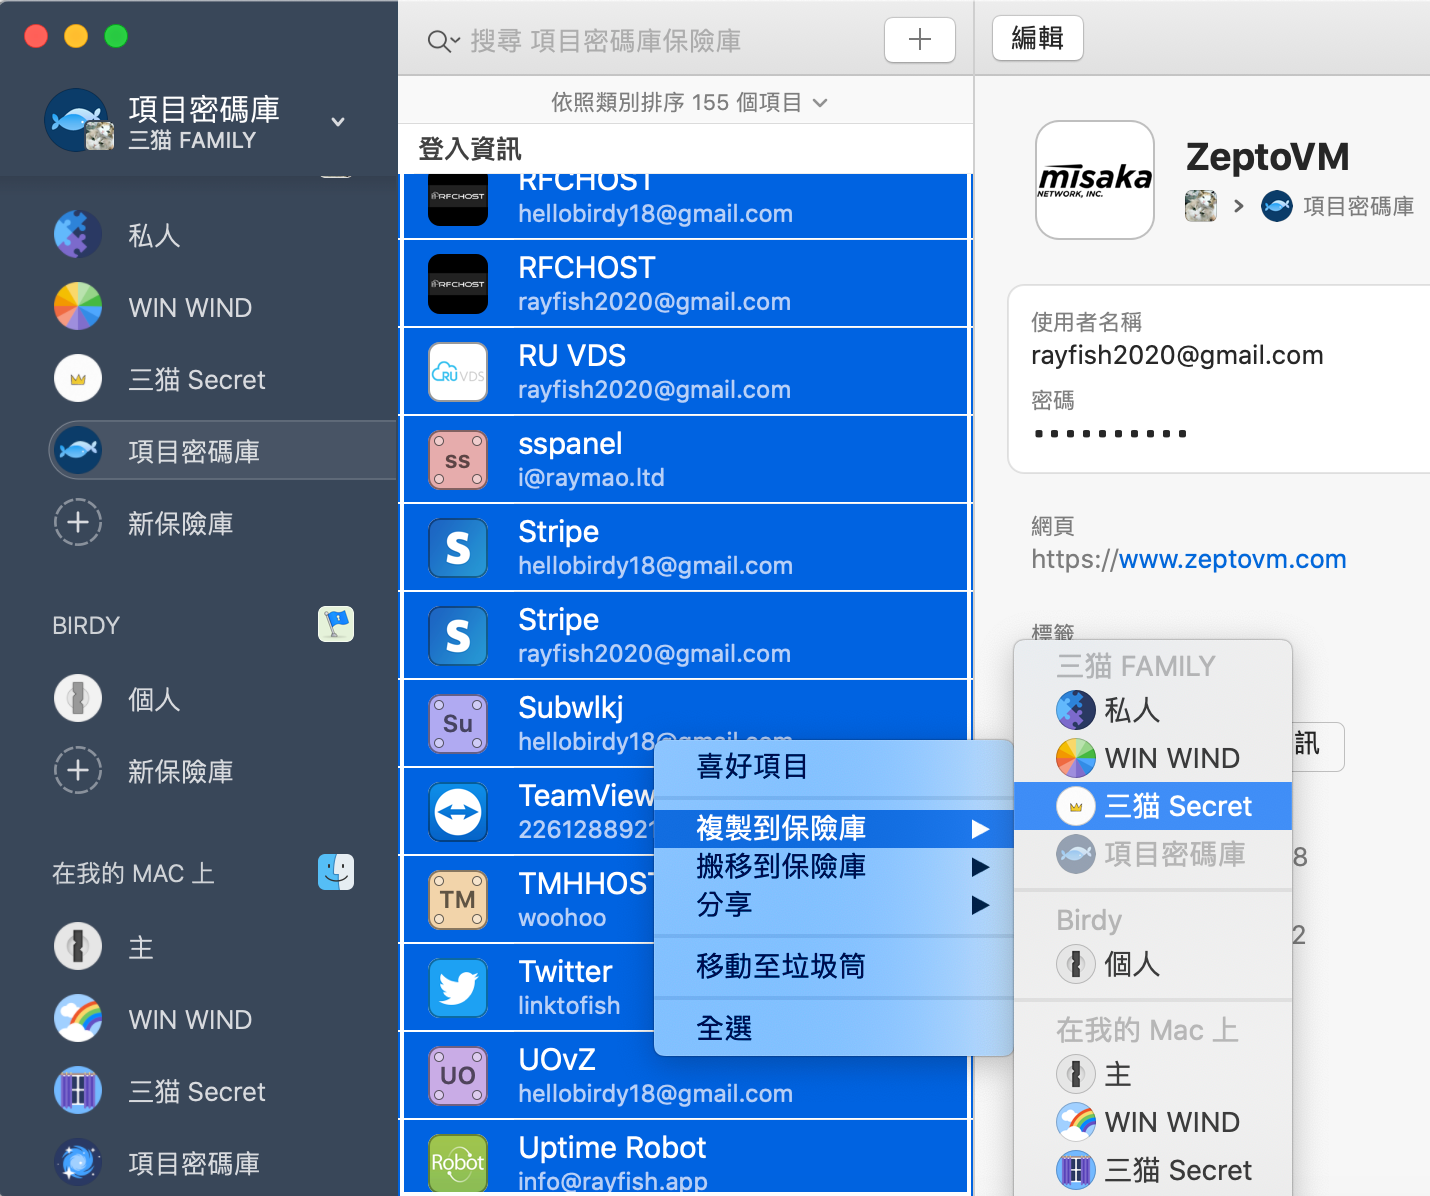 項目密碼庫
三猫 FAMILY
私人
WIN WIND
三猫 Secret
項目密碼庫
新保險庫
BIRDY
個人
新保險庫
在我的 MAC 上
主
WIN WIND
三猫 Secret
項目密碼庫
搜尋 項目密碼庫保險庫
依照類別排序 155 個項目
登入資訊
RFCHOST
RFCHOST
hellobirdy18@gmail.com
RFCHOST
RFCHOST
rayfish2020@gmail.com
RUVDS
RU VDS
rayfish2020@gmail.com
ss
sspanel
i@raymao.ltd
S
Stripe
hellobirdy18@gmail.com
S
Stripe
rayfish2020@gmail.com
Su
Subwlkj
hellobirdy18@gmail.com
TeamView
2261288921
TM
TMHHOST
woohoo
Twitter
linktofish
UO
UOvZ
hellobirdy18@gmail.com
Robot
Uptime Robot
info@rayfish.app
喜好項目
複製到保險庫
搬移到保險庫
分享
移動至垃圾筒
全選
編輯
misaka
NETWORK, INC.
ZeptoVM
項目密碼庫
使用者名稱
rayfish2020@gmail.com
密碼
••••••••••
網頁
https://www.zeptovm.com
標籤
訊
8
2
三猫 FAMILY
私人
WIN WIND
三猫 Secret
項目密碼庫
Birdy
個人
在我的 Mac 上
主
WIN WIND
三猫 Secret